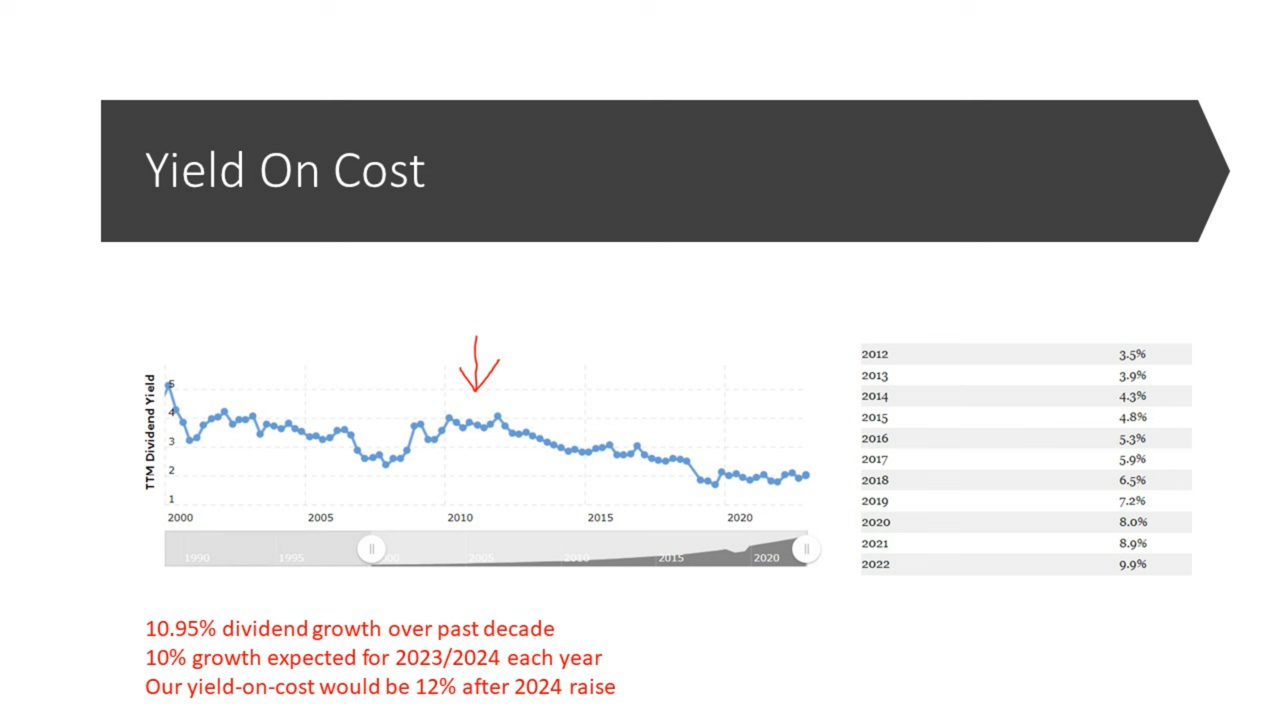 Yield On Cost
TTM Dividend Yield
5
4
3
2
1
2000 2005 2010 2015 2020
1990 1995 2005 2010 2015 2020
2012 3.5%
2013 3.9%
2014 4.3%
2015 4.8%
2016 5.3%
2017 5.9%
2018 6.5%
2019 7.2%
2020 8.0%
2021 8.9%
2022 9.9%
10.95% dividend growth over past decade
10% growth expected for 2023/2024 each year
Our yield-on-cost would be 12% after 2024 raise